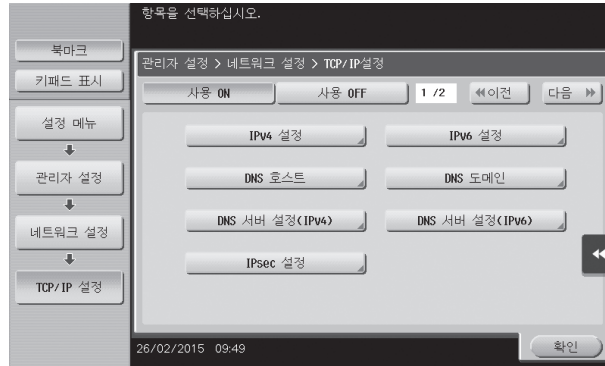 항목을 선택하십시오.
북마크
키패드 표시
설정 메뉴
관리자 설정
네트워크 설정
TCP/IP 설정
관리자 설정 > 네트워크 설정 > TCP/IP설정
사용 ON 사용 OFF 1 /2 이전 다음
IPv4 설정 IPv6 설정
DNS 호스트 DNS 도메인
DNS 서버 설정(IPv4) DNS 서버 설정(IPv6)
IPsec 설정
26/02/2015 09:49
확인